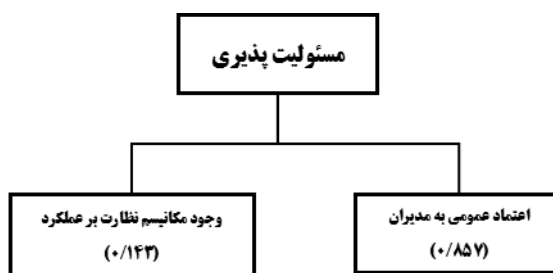 مسئولیت پذیری
اعتماد عمومی به مدیران
(۰/۸۵۷)
وجود مکانیسم نظارت بر عملکرد
(۰/۱۴۳)